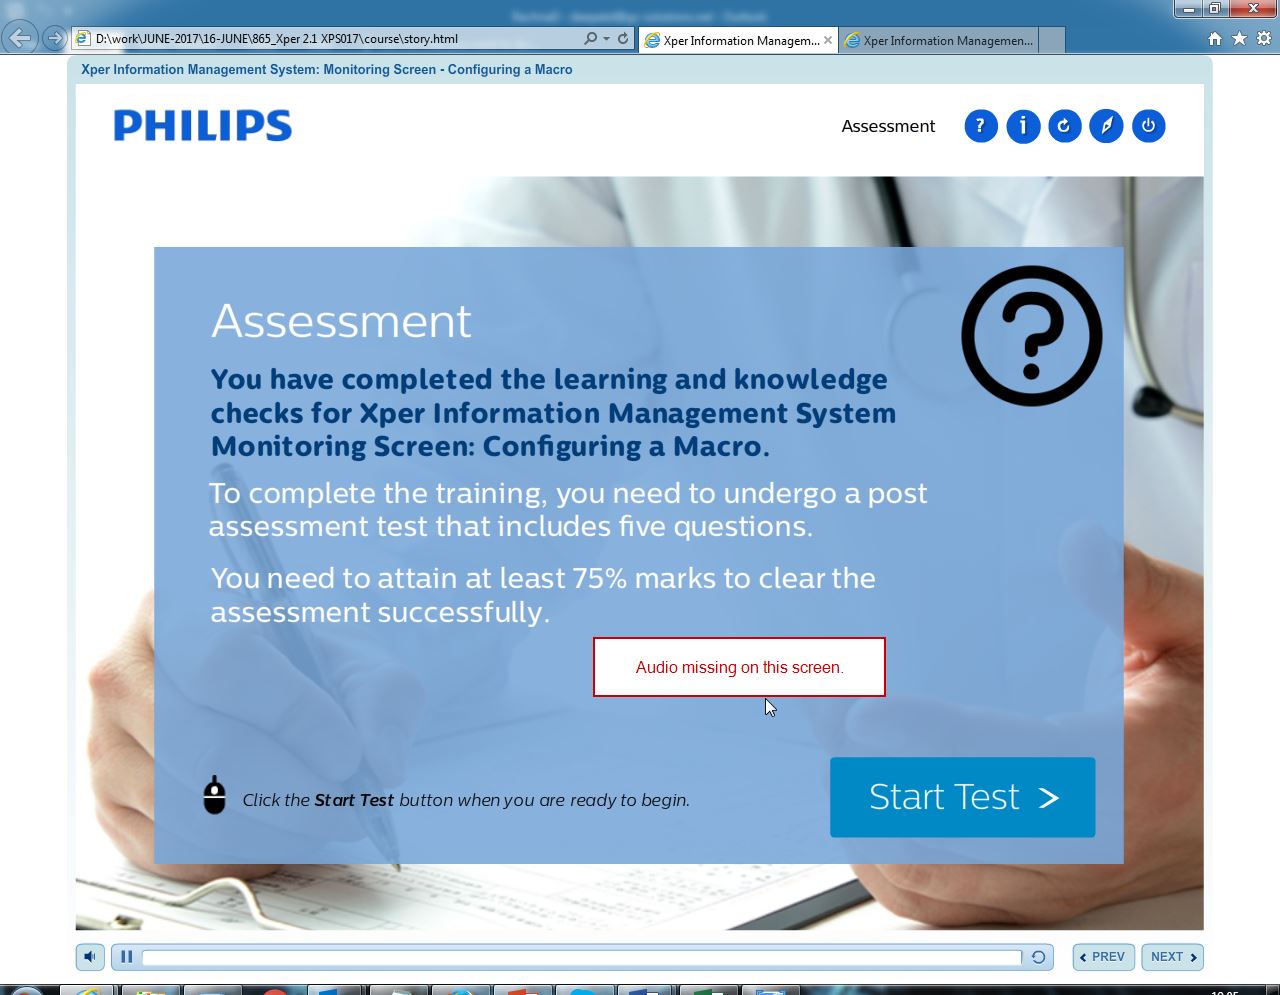 D:\work\JUNE-2017\16-JUNE\865_Xper 2.1 XPS017\course\story.html
Xper Information Managem...
Xper Information Managemen...
Xper Information Management System: Monitoring Screen - Configuring a Macro
PHILIPS
Assessment
Assessment
You have completed the learning and knowledge
checks for Xper Information Management System
Monitoring Screen: Configuring a Macro.
To complete the training, you need to undergo a post
assessment test that includes five questions.
You need to attain at least 75% marks to clear the
assessment successfully.
Audio missing on this screen.
Click the Start Test button when you are ready to begin.
Start Test >
PREV
NEXT